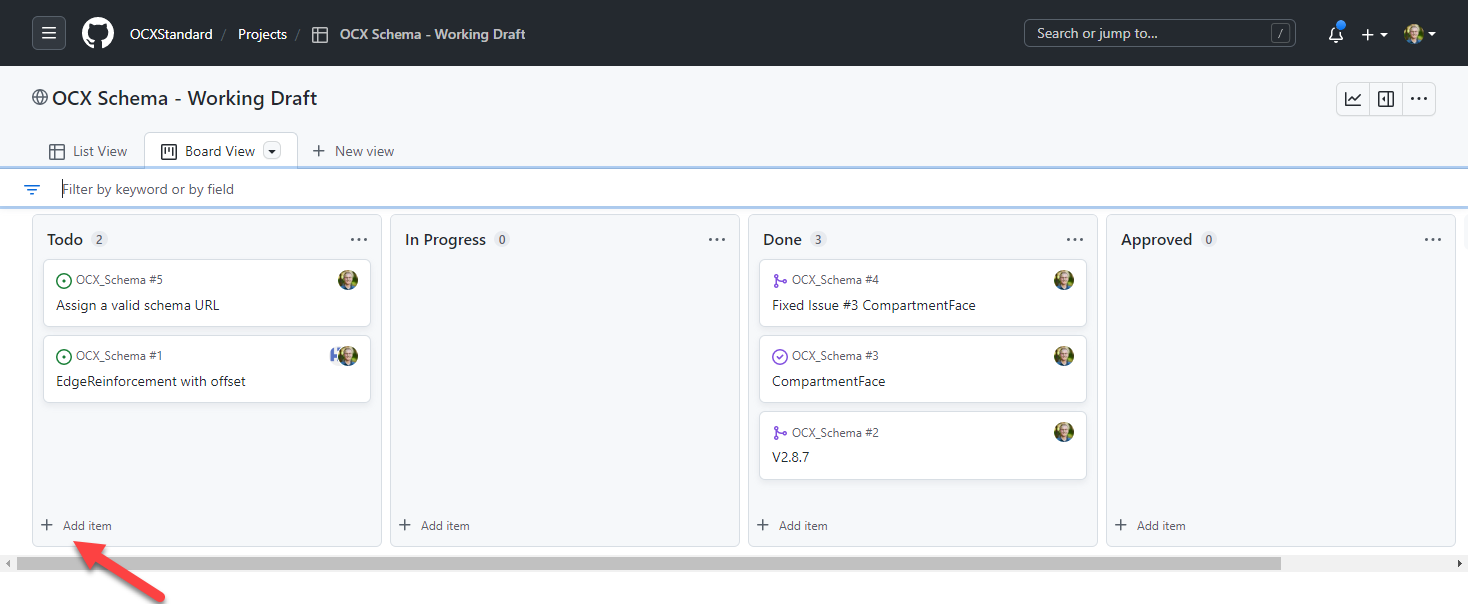 OCXStandard / Projects / OCX Schema - Working Draft
Search or jump to... /
OCX Schema - Working Draft
List View
Board View
New view
Filter by keyword or by field
Todo 2
OCX_Schema #5
Assign a valid schema URL
OCX_Schema #1
EdgeReinforcement with offset
Add item
In Progress 0
Add item
Done 3
OCX_Schema #4
Fixed Issue #3 CompartmentFace
OCX_Schema #3
CompartmentFace
OCX_Schema #2
V2.8.7
Add item
Approved 0
Add item